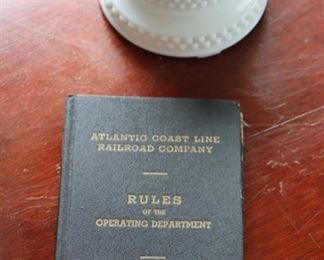 ATLANTIC COAST LINE
RAILROAD COMPANY
RULES
OF THE
OPERATING DEPARTMENT